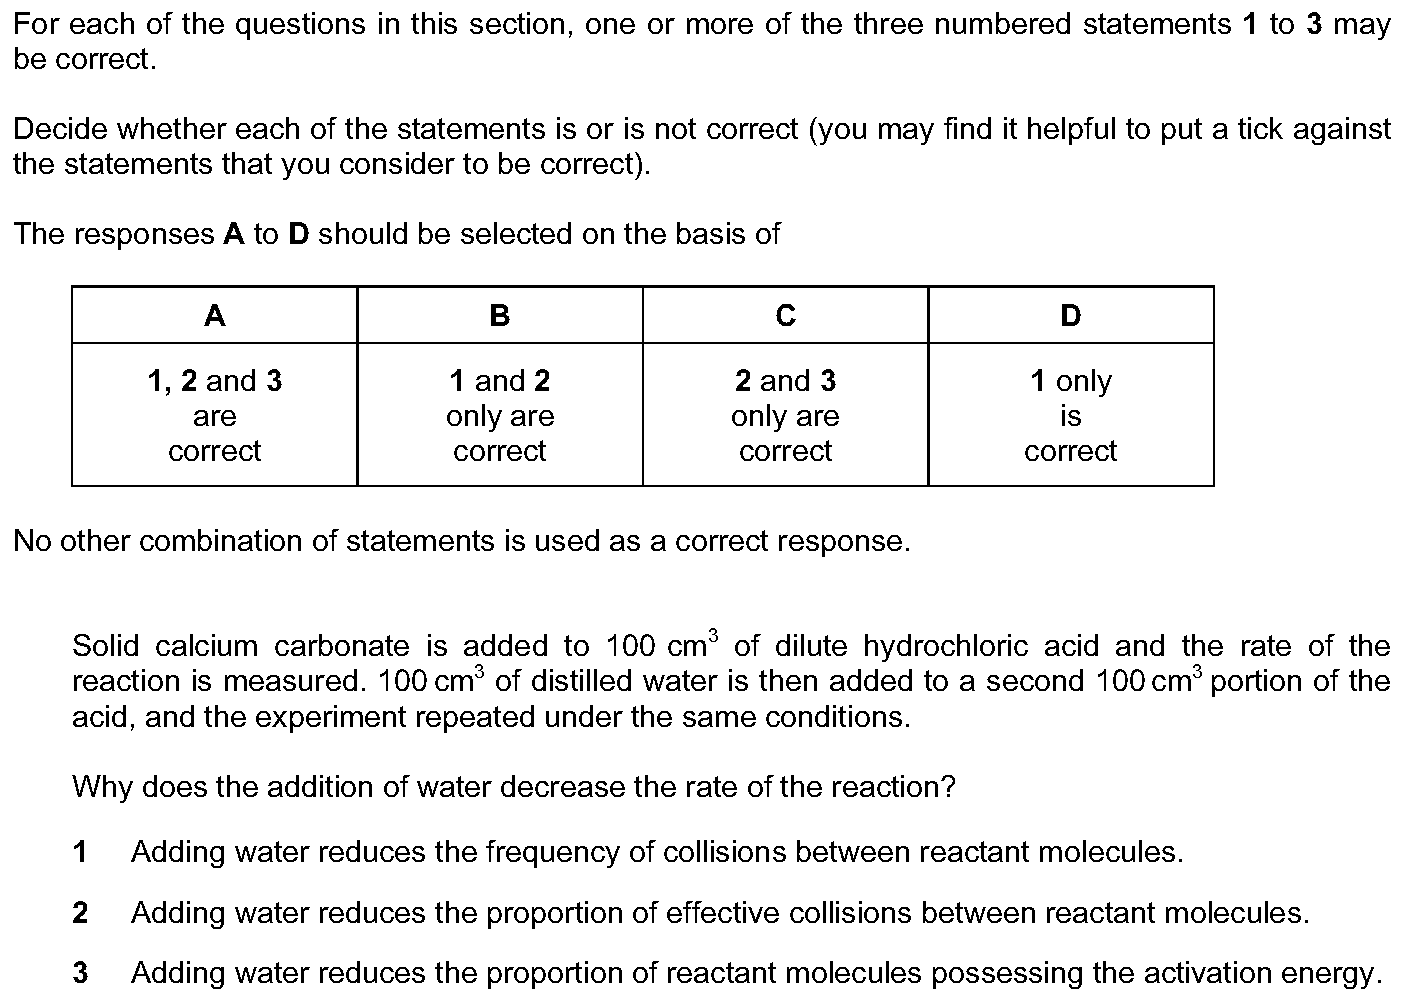 For each of the questions in this section, one or more of the three numbered statements 1 to 3 may
be correct.
Decide whether each of the statements is or is not correct (you may find it helpful to put a tick against
the statements that you consider to be correct).
The responses A to D should be selected on the basis of
A B C D
1, 2 and 3 1 and 2 2 and 3 1 only
are only are only are is
correct correct correct correct
No other combination of statements is used as a correct response.
Solid calcium carbonate is added to 100 cm³ of dilute hydrochloric acid and the rate of the
reaction is measured. 100 cm³ of distilled water is then added to a second 100 cm³ portion of the
acid, and the experiment repeated under the same conditions.
Why does the addition of water decrease the rate of the reaction?
1 Adding water reduces the frequency of collisions between reactant molecules.
2 Adding water reduces the proportion of effective collisions between reactant molecules.
3 Adding water reduces the proportion of reactant molecules possessing the activation energy.